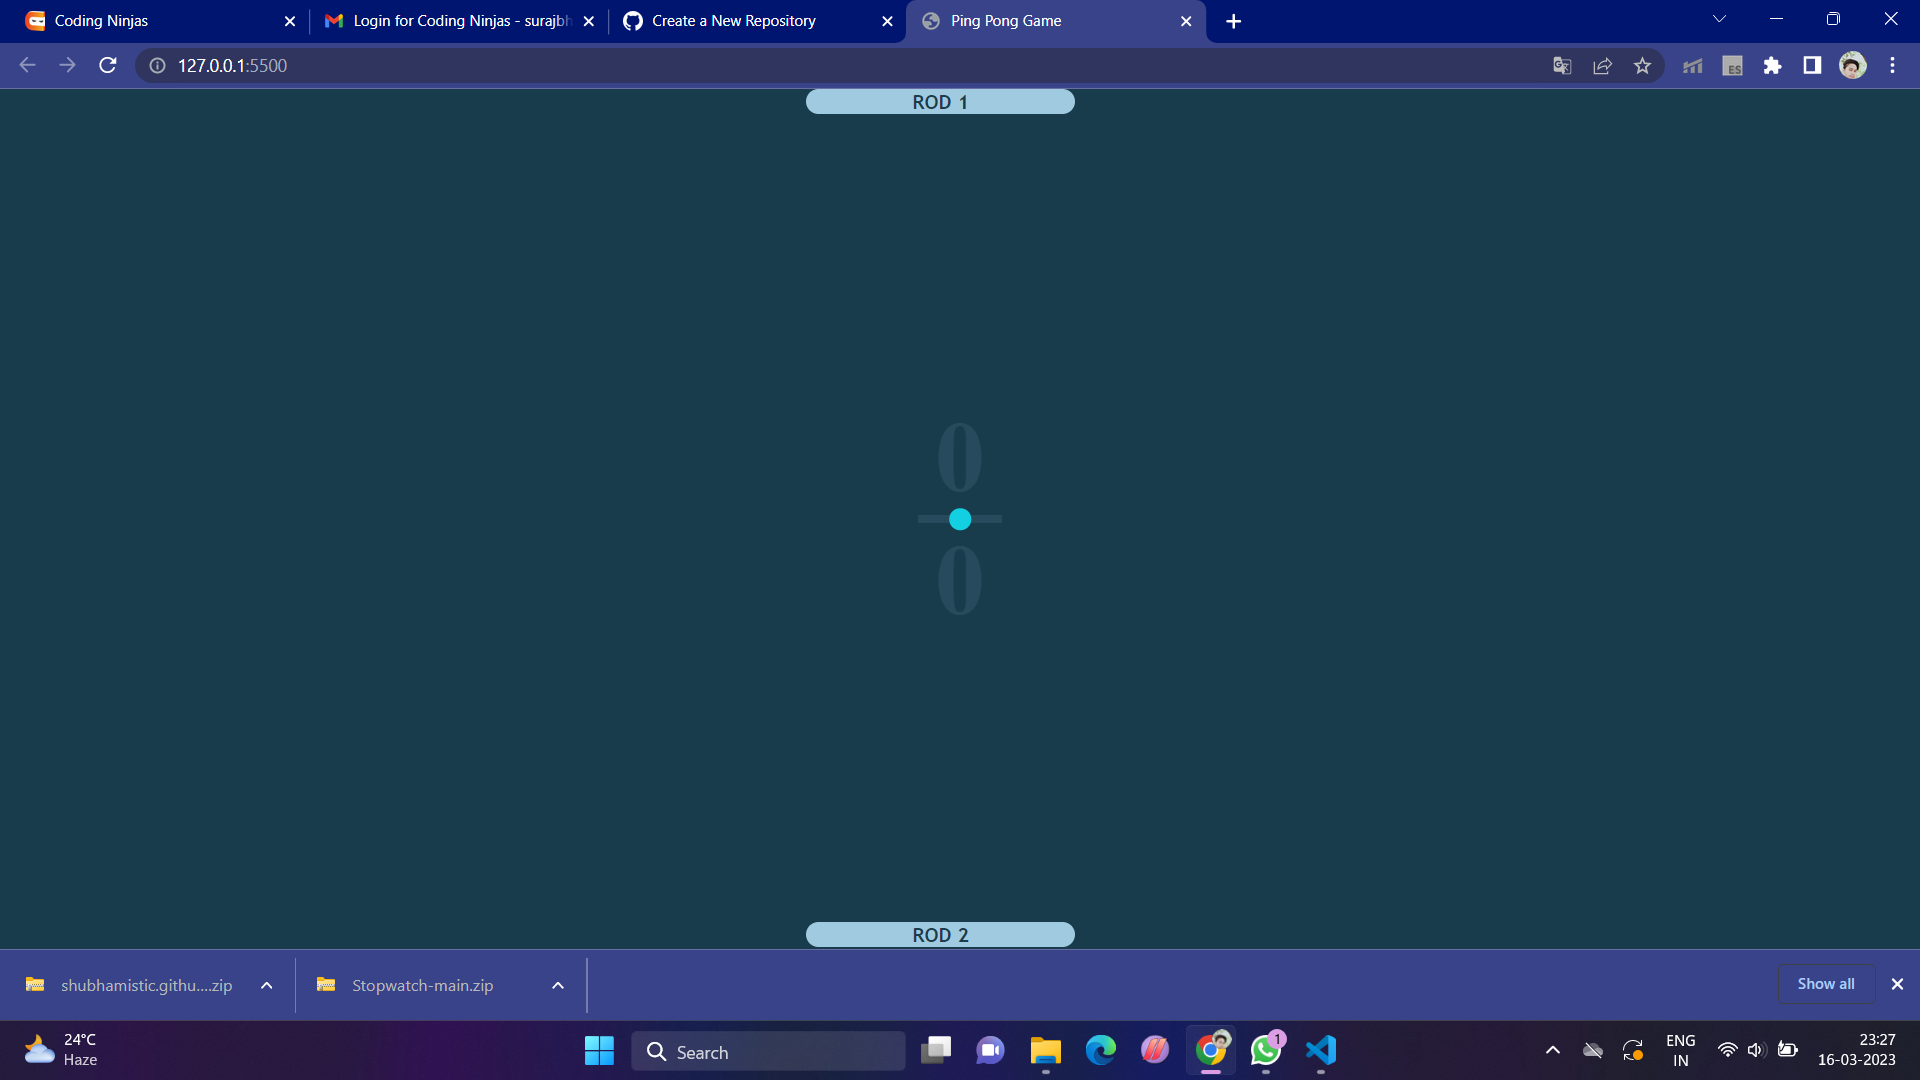 Coding Ninjas
Login for Coding Ninjas - surajbh
Create a New Repository
Ping Pong Game
127.0.0.1:5500
ES
ROD 1
0
0
ROD 2
shubhamistic.githu....zip
Stopwatch-main.zip
Show all
24°C
Haze
Search
1
ENG
IN
23:27
16-03-2023